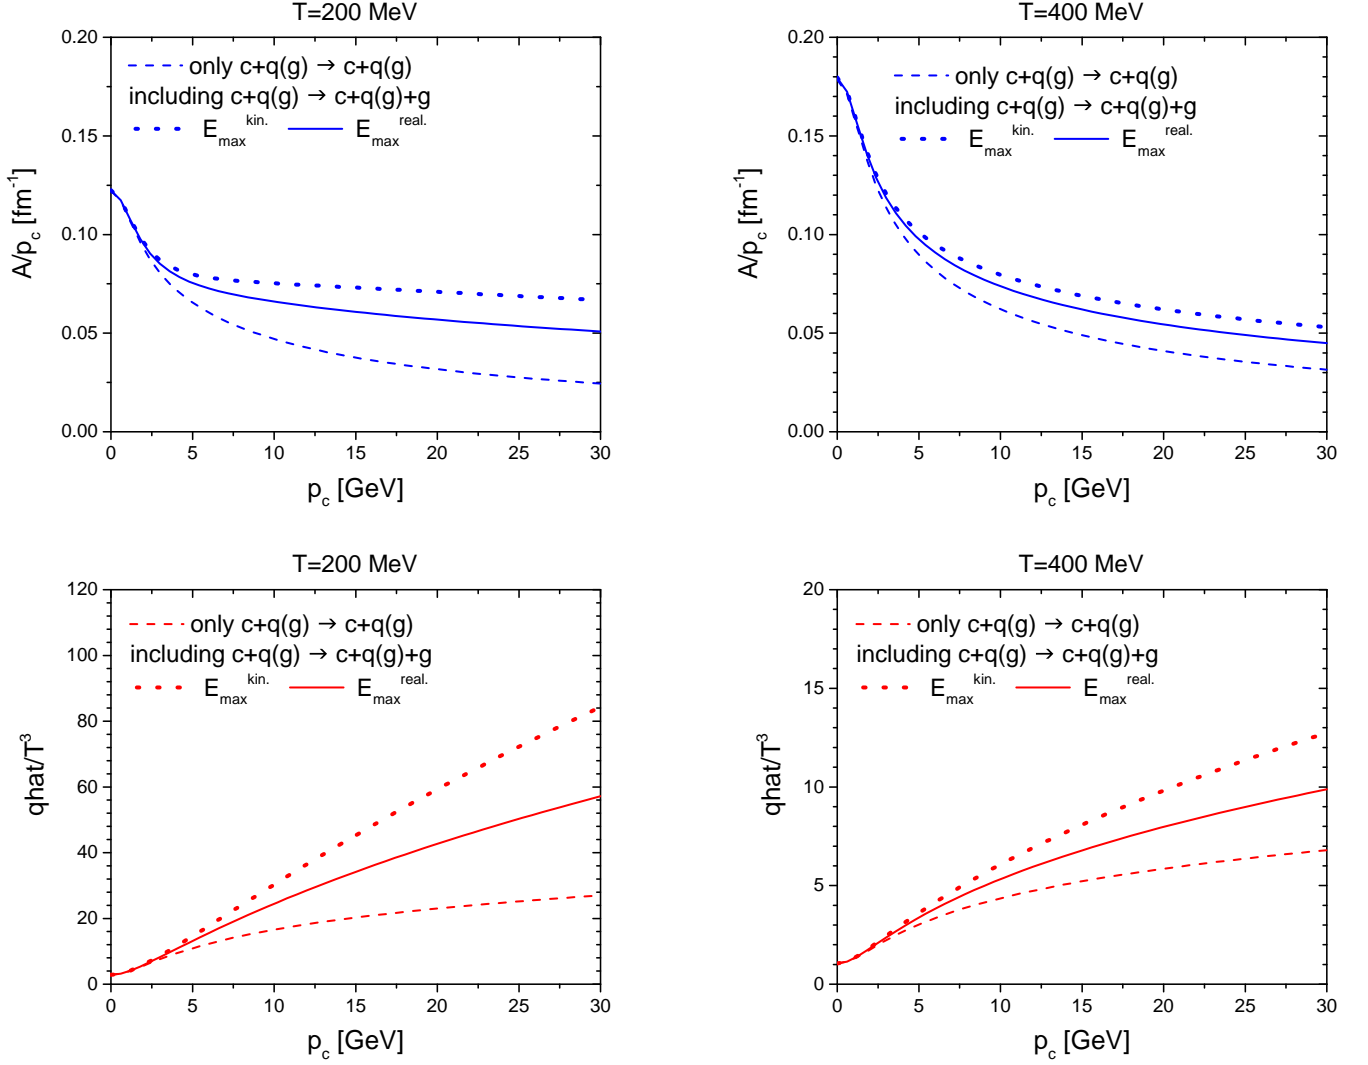 T=200 MeV
0.20
0.15
0.10
0.05
0.00
A/p_c [fm^-1]
only c+q(g) → c+q(g)
including c+q(g) → c+q(g)+g
E_max^kin. E_max^real.
0 5 10 15 20 25 30
p_c [GeV]
T=400 MeV
0.20
0.15
0.10
0.05
0.00
A/p_c [fm^-1]
only c+q(g) → c+q(g)
including c+q(g) → c+q(g)+g
E_max^kin. E_max^real.
0 5 10 15 20 25 30
p_c [GeV]
T=200 MeV
120
100
80
60
40
20
0
qhat/T^3
only c+q(g) → c+q(g)
including c+q(g) → c+q(g)+g
E_max^kin. E_max^real.
0 5 10 15 20 25 30
p_c [GeV]
T=400 MeV
20
15
10
5
0
qhat/T^3
only c+q(g) → c+q(g)
including c+q(g) → c+q(g)+g
E_max^kin. E_max^real.
0 5 10 15 20 25 30
p_c [GeV]